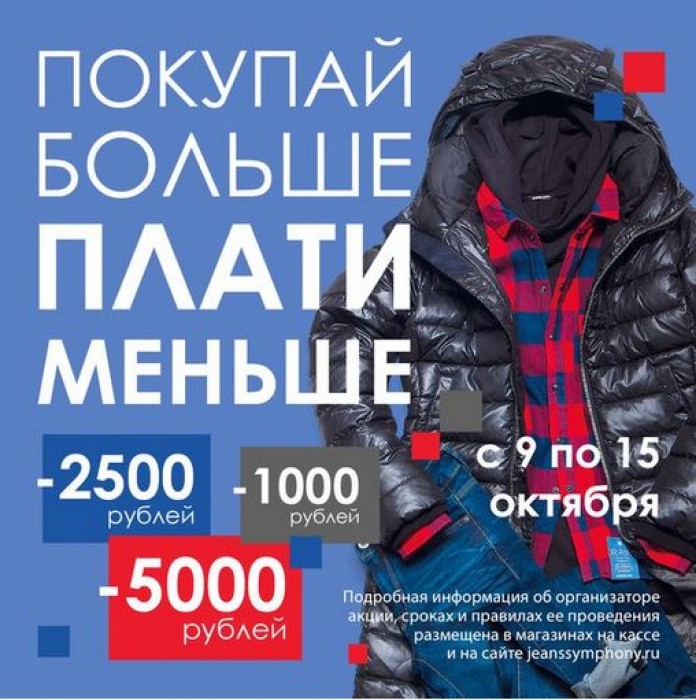 ПОКУПАЙ
БОЛЬШЕ
ПЛАТИ
МЕНЬШЕ
-2500
рублей
-1000
рублей
-5000
рублей
с 9 по 15
октября
Подробная информация об организаторе
акции, сроках и правилах ее проведения
размещена в магазинах на кассе
и на сайте jeanssymphony.ru